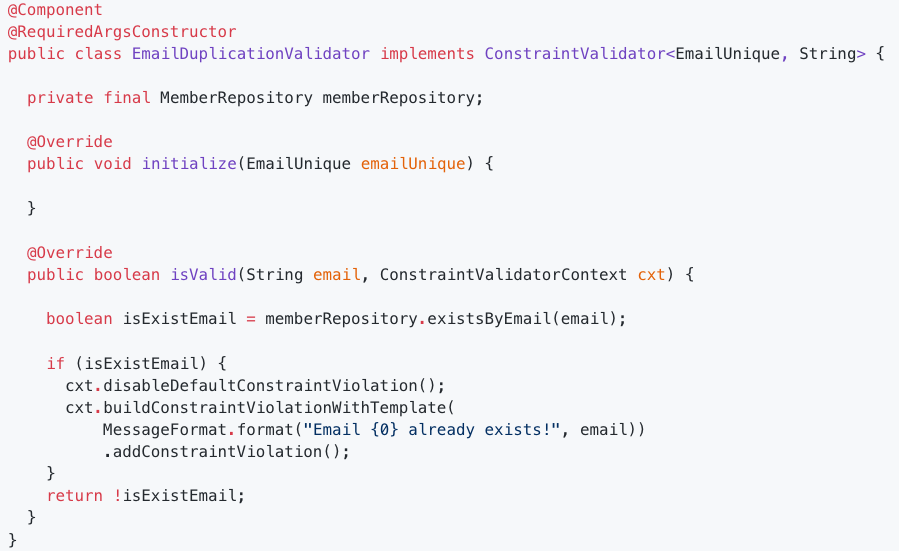 @Component
@RequiredArgsConstructor
public class EmailDuplicationValidator implements ConstraintValidator<EmailUnique, String> {
private final MemberRepository memberRepository;
@Override
public void initialize(EmailUnique emailUnique) {
}
@Override
public boolean isValid(String email, ConstraintValidatorContext cxt) {
boolean isExistEmail = memberRepository.existsByEmail(email);
if (isExistEmail) {
cxt.disableDefaultConstraintViolation();
cxt.buildConstraintViolationWithTemplate(
MessageFormat.format("Email {0} already exists!", email))
.addConstraintViolation();
}
return !isExistEmail;
}
}